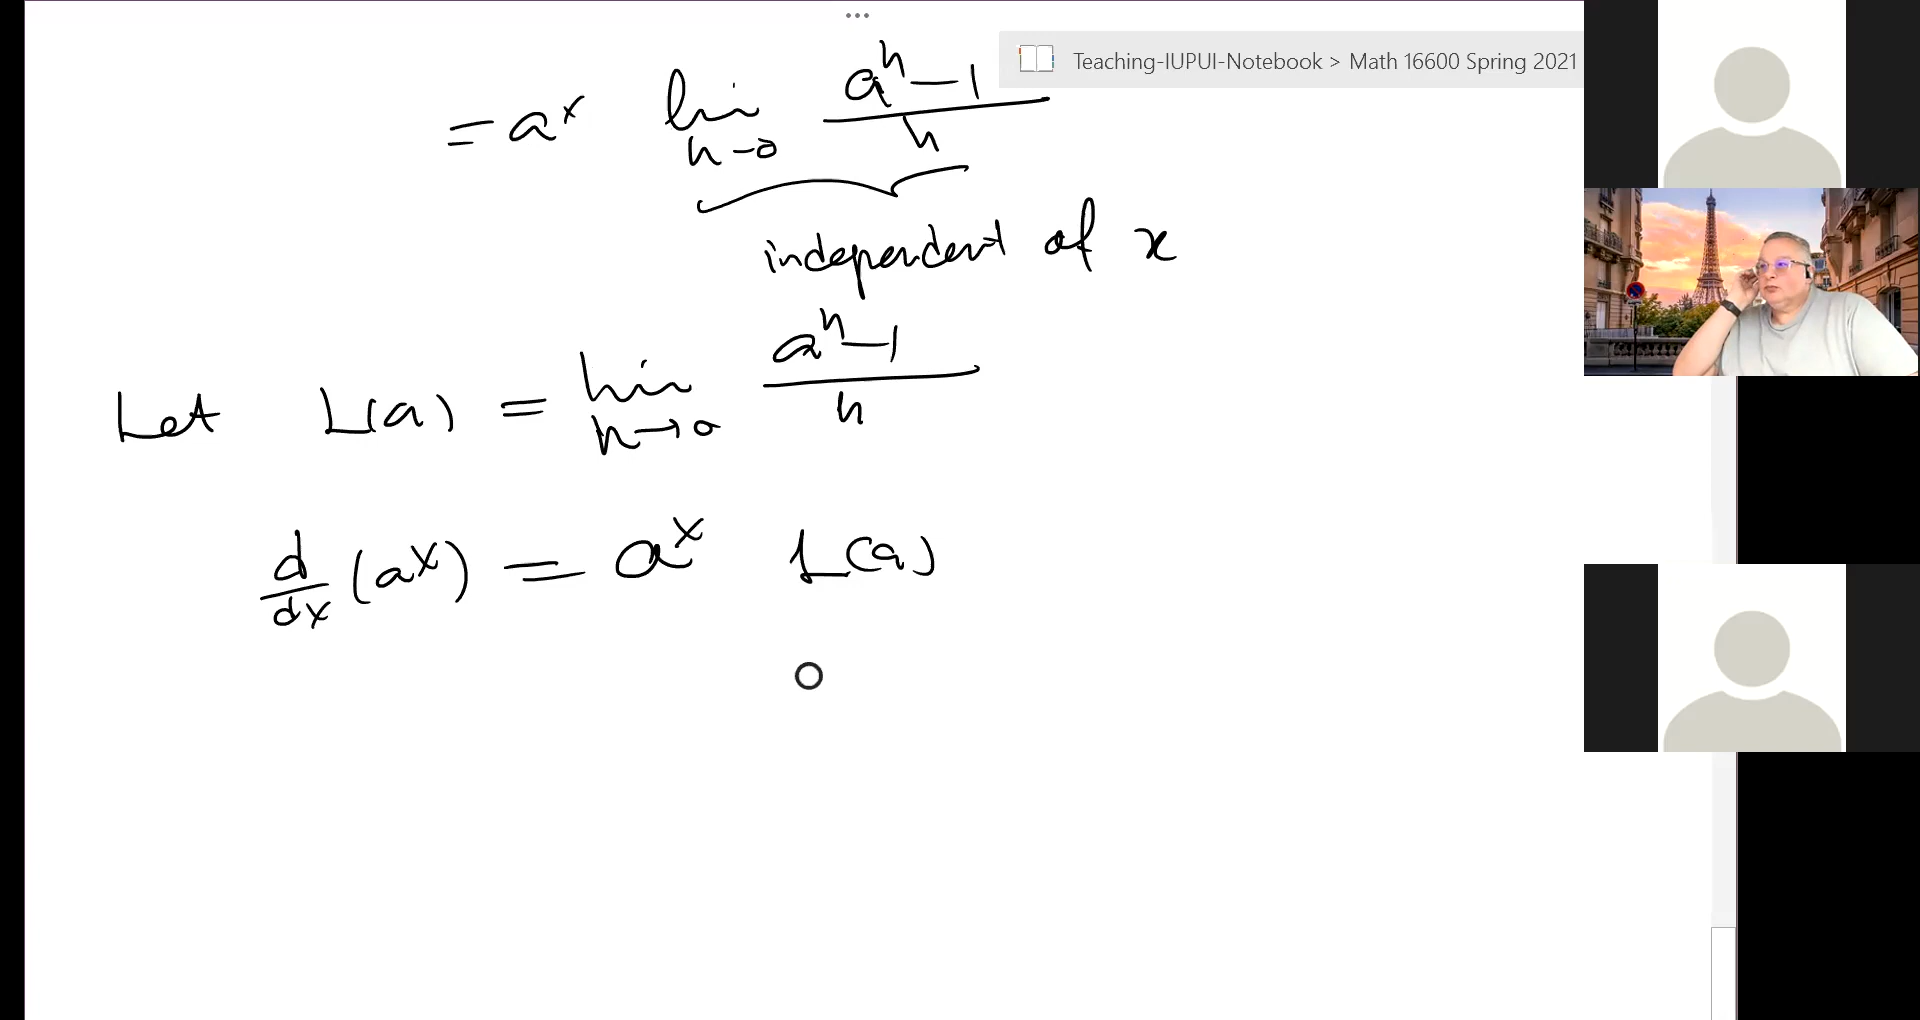 Teaching-IUPUI-Notebook > Math 16600 Spring 2021
= a^x lim_{h→0} (a^h - 1)/h
independent of x
Let L(a) = lim_{h→0} (a^h - 1)/h
d/dx (a^x) = a^x L(a)